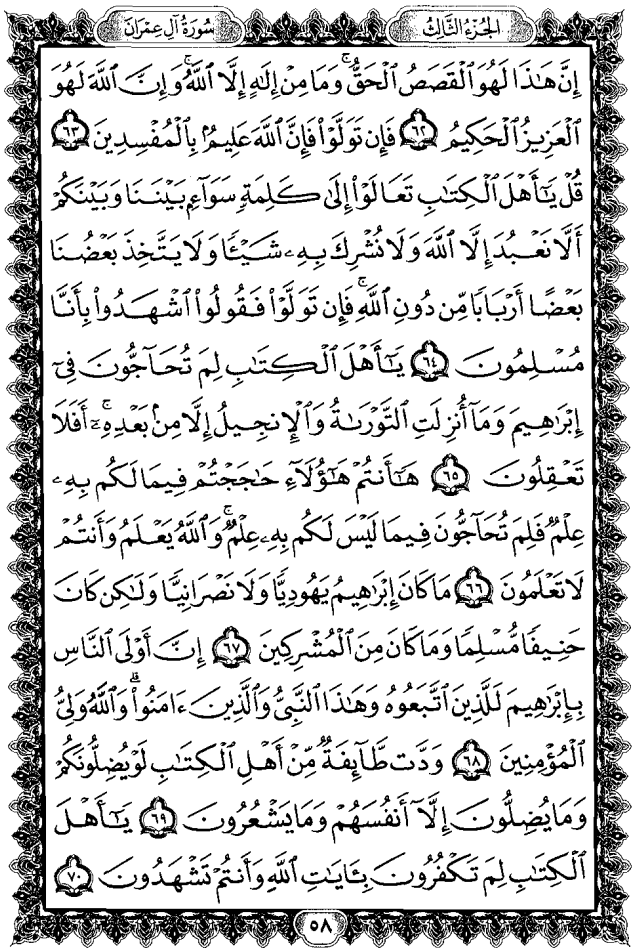 الجزء الثالث
سورة آل عمران
إِنَّ هَٰذَا لَهُوَ ٱلْقَصَصُ ٱلْحَقُّ ۚ وَمَا مِنْ إِلَٰهٍ إِلَّا ٱللَّهُ ۚ وَإِنَّ ٱللَّهَ لَهُوَ
ٱلْعَزِيزُ ٱلْحَكِيمُ ٦٢ فَإِن تَوَلَّوْا۟ فَإِنَّ ٱللَّهَ عَلِيمٌۢ بِٱلْمُفْسِدِينَ ٦٣
قُلْ يَٰٓأَهْلَ ٱلْكِتَٰبِ تَعَالَوْا۟ إِلَىٰ كَلِمَةٍ سَوَآءٍۭ بَيْنَنَا وَبَيْنَكُمْ
أَلَّا نَعْبُدَ إِلَّا ٱللَّهَ وَلَا نُشْرِكَ بِهِۦ شَيْـًٔا وَلَا يَتَّخِذَ بَعْضُنَا
بَعْضًا أَرْبَابًا مِّن دُونِ ٱللَّهِ ۚ فَإِن تَوَلَّوْا۟ فَقُولُوا۟ ٱشْهَدُوا۟ بِأَنَّا
مُسْلِمُونَ ٦٤ يَٰٓأَهْلَ ٱلْكِتَٰبِ لِمَ تُحَآجُّونَ فِىٓ
إِبْرَٰهِيمَ وَمَآ أُنزِلَتِ ٱلتَّوْرَىٰةُ وَٱلْإِنجِيلُ إِلَّا مِنۢ بَعْدِهِۦٓ ۚ أَفَلَا
تَعْقِلُونَ ٦٥ هَٰٓأَنتُمْ هَٰٓؤُلَآءِ حَٰجَجْتُمْ فِيمَا لَكُم بِهِۦ
عِلْمٌ فَلِمَ تُحَآجُّونَ فِيمَا لَيْسَ لَكُم بِهِۦ عِلْمٌ ۚ وَٱللَّهُ يَعْلَمُ وَأَنتُمْ
لَا تَعْلَمُونَ ٦٦ مَا كَانَ إِبْرَٰهِيمُ يَهُودِيًّا وَلَا نَصْرَانِيًّا وَلَٰكِن كَانَ
حَنِيفًا مُّسْلِمًا وَمَا كَانَ مِنَ ٱلْمُشْرِكِينَ ٦٧ إِنَّ أَوْلَى ٱلنَّاسِ
بِإِبْرَٰهِيمَ لَلَّذِينَ ٱتَّبَعُوهُ وَهَٰذَا ٱلنَّبِىُّ وَٱلَّذِينَ ءَامَنُوا۟ ۗ وَٱللَّهُ وَلِىُّ
ٱلْمُؤْمِنِينَ ٦٨ وَدَّت طَّآئِفَةٌ مِّنْ أَهْلِ ٱلْكِتَٰبِ لَوْ يُضِلُّونَكُمْ
وَمَا يُضِلُّونَ إِلَّآ أَنفُسَهُمْ وَمَا يَشْعُرُونَ ٦٩ يَٰٓأَهْلَ
ٱلْكِتَٰبِ لِمَ تَكْفُرُونَ بِـَٔايَٰتِ ٱللَّهِ وَأَنتُمْ تَشْهَدُونَ ٧٠
٥٨